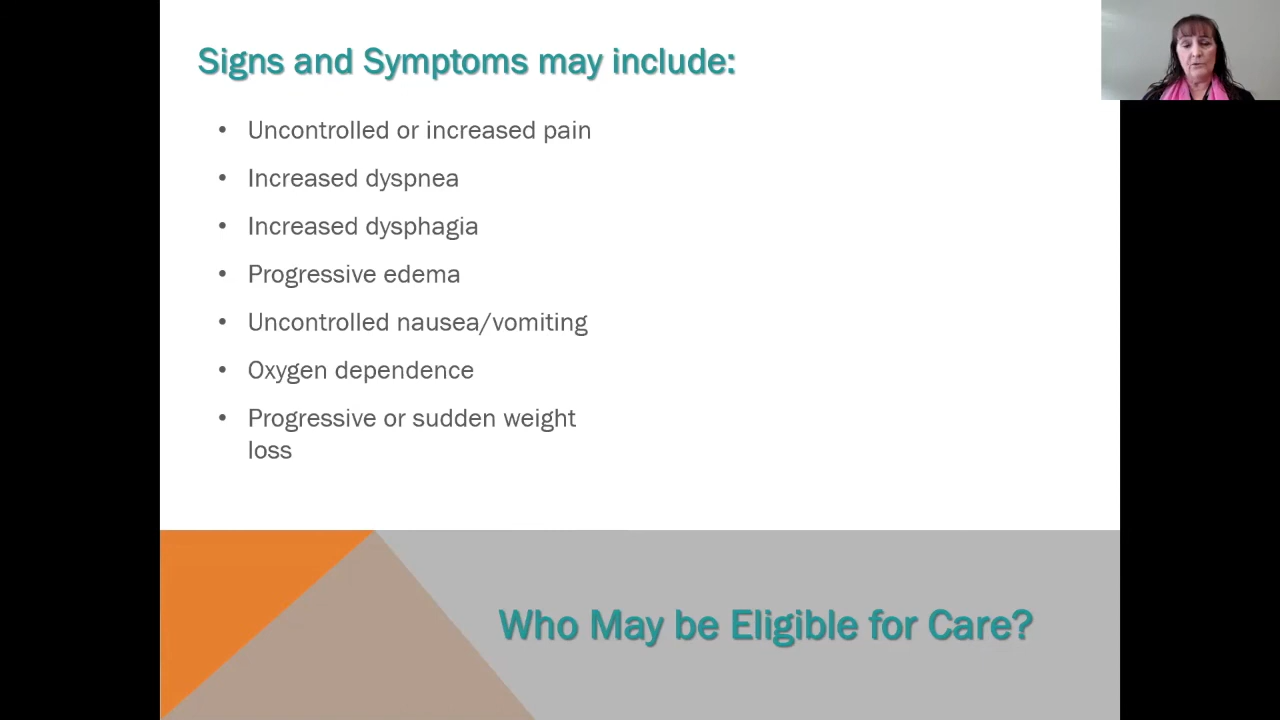 Signs and Symptoms may include:
• Uncontrolled or increased pain
• Increased dyspnea
• Increased dysphagia
• Progressive edema
• Uncontrolled nausea/vomiting
• Oxygen dependence
• Progressive or sudden weight
loss
Who May be Eligible for Care?